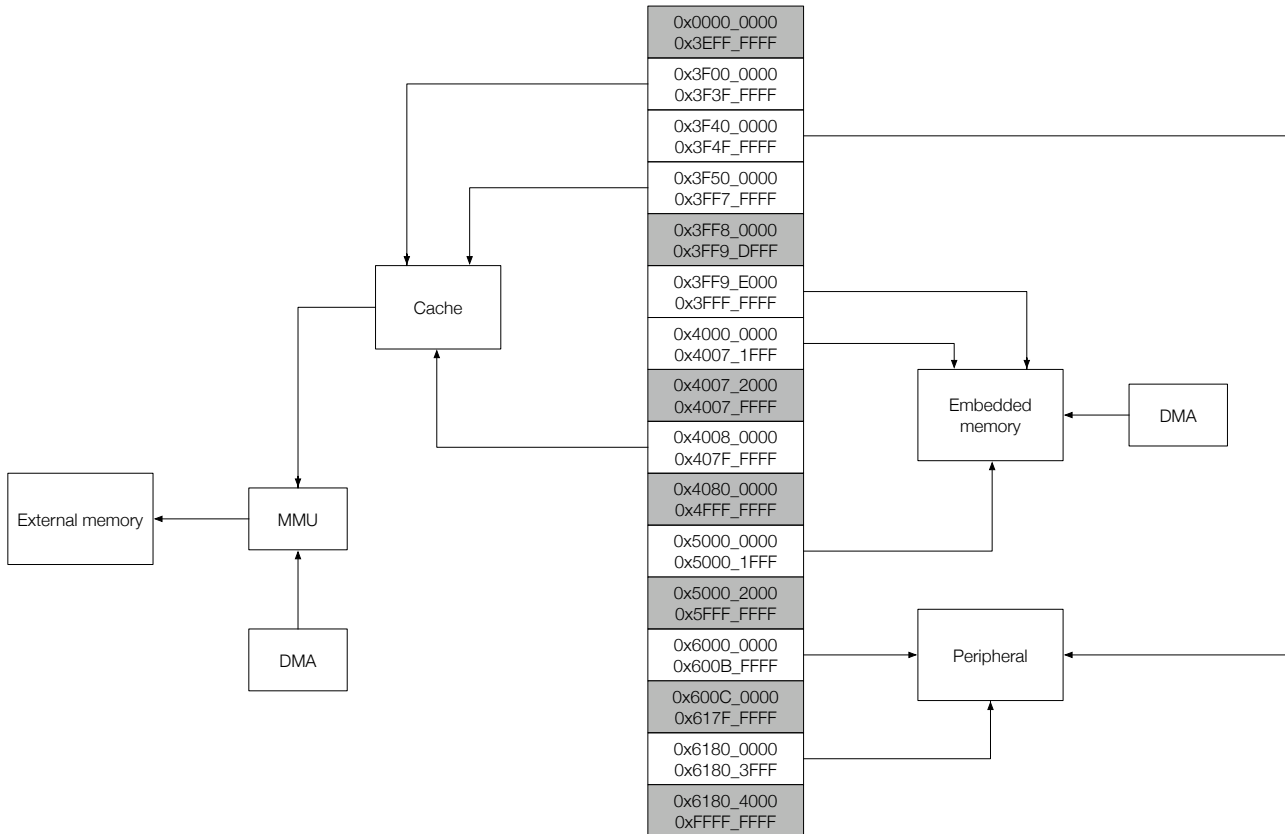 0x0000_0000
0x3EFF_FFFF
0x3F00_0000
0x3F3F_FFFF
0x3F40_0000
0x3F4F_FFFF
0x3F50_0000
0x3FF7_FFFF
0x3FF8_0000
0x3FF9_DFFF
0x3FF9_E000
0x3FFF_FFFF
0x4000_0000
0x4007_1FFF
0x4007_2000
0x4007_FFFF
0x4008_0000
0x407F_FFFF
0x4080_0000
0x4FFF_FFFF
0x5000_0000
0x5000_1FFF
0x5000_2000
0x5FFF_FFFF
0x6000_0000
0x600B_FFFF
0x600C_0000
0x617F_FFFF
0x6180_0000
0x6180_3FFF
0x6180_4000
0xFFFF_FFFF
Cache
External memory
MMU
DMA
Embedded
memory
DMA
Peripheral